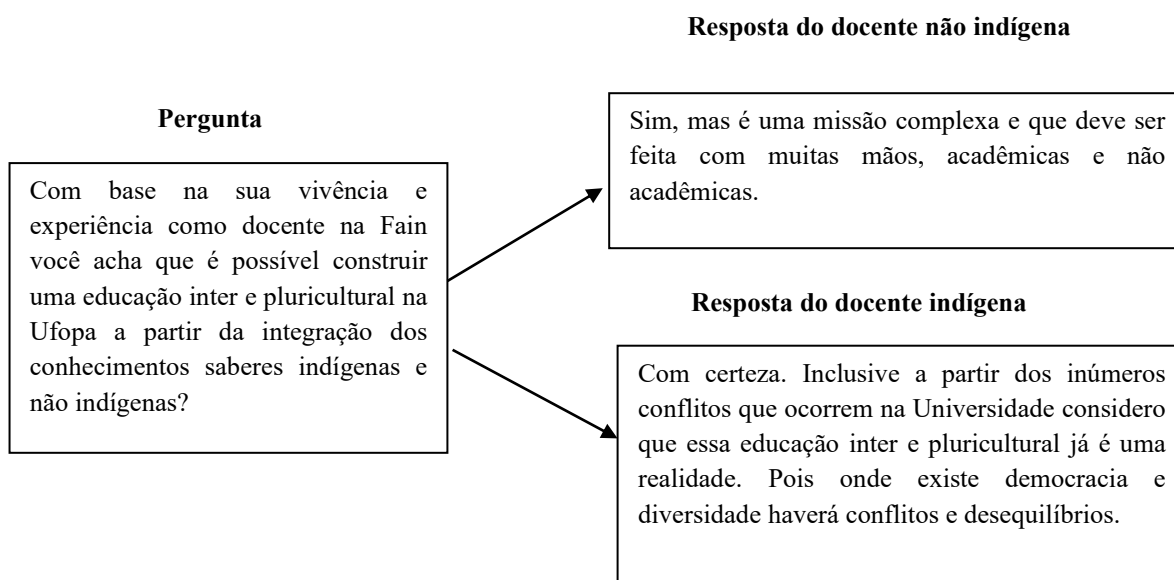 Pergunta
Com base na sua vivência e
experiência como docente na Fain
você acha que é possível construir
uma educação inter e pluricultural na
Ufopa a partir da integração dos
conhecimentos saberes indígenas e
não indígenas?
Resposta do docente não indígena
Sim, mas é uma missão complexa e que deve ser
feita com muitas mãos, acadêmicas e não
acadêmicas.
Resposta do docente indígena
Com certeza. Inclusive a partir dos inúmeros
conflitos que ocorrem na Universidade considero
que essa educação inter e pluricultural já é uma
realidade. Pois onde existe democracia e
diversidade haverá conflitos e desequilíbrios.